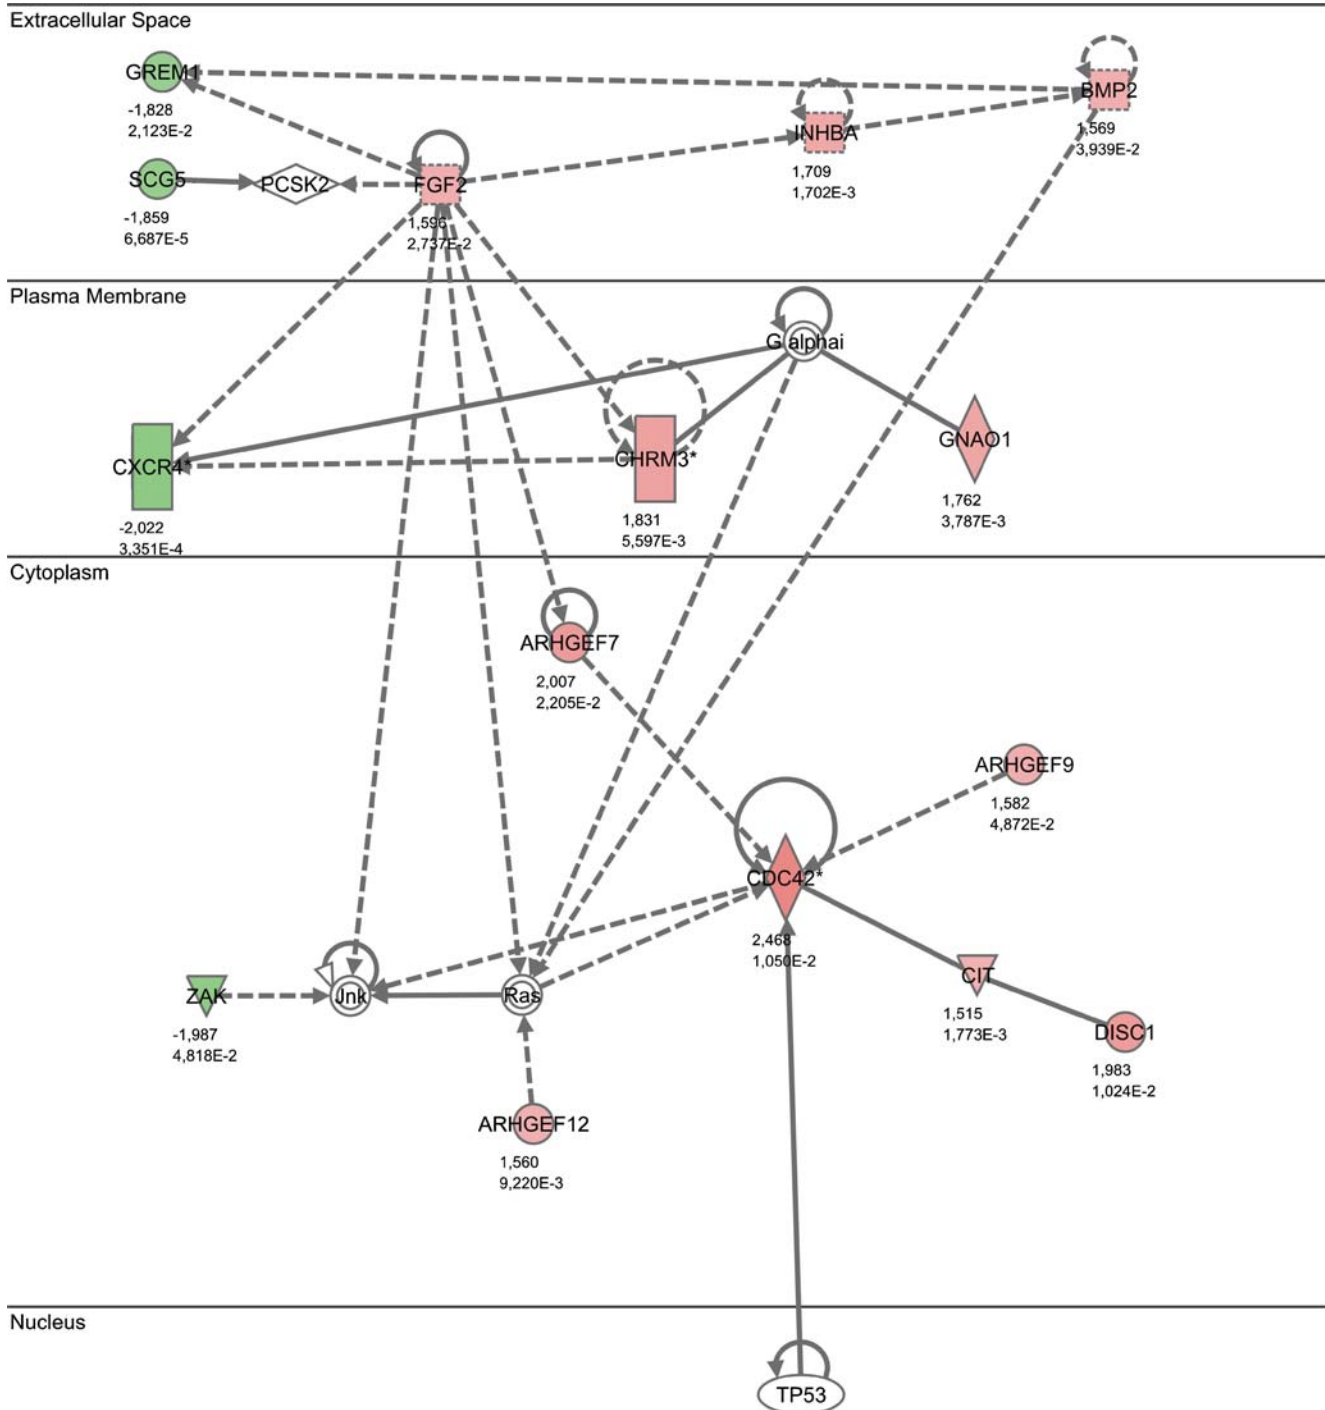 Extracellular Space
GREM1
-1,828
2,123E-2
BMP2
1,569
3,939E-2
INHBA
1,709
1,702E-3
SCG5
-1,859
6,687E-5
PCSK2
FGF2
1,596
2,737E-2
Plasma Membrane
G alphai
CXCR4*
-2,022
3,351E-4
CHRM3*
1,831
5,597E-3
GNAO1
1,762
3,787E-3
Cytoplasm
ARHGEF7
2,007
2,205E-2
ARHGEF9
1,582
4,872E-2
CDC42*
2,468
1,050E-2
ZAK
-1,987
4,818E-2
Jnk
Ras
CIT
1,515
1,773E-3
DISC1
1,983
1,024E-2
ARHGEF12
1,560
9,220E-3
Nucleus
TP53